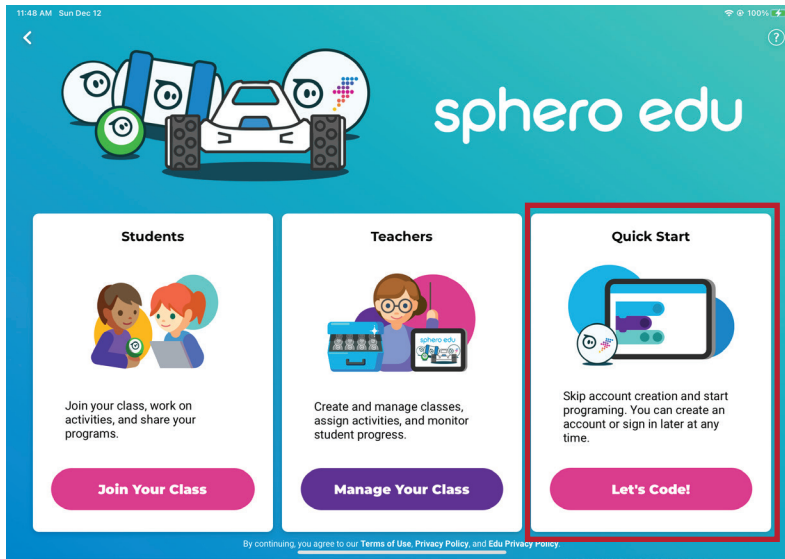 11:48 AM Sun Dec 12
100%
sphero edu
Students
Join your class, work on
activities, and share your
programs.
Join Your Class
Teachers
sphero edu
Create and manage classes,
assign activities, and monitor
student progress.
Manage Your Class
Quick Start
Skip account creation and start
programing. You can create an
account or sign in later at any
time.
Let's Code!
By continuing, you agree to our Terms of Use, Privacy Policy, and Edu Privacy Policy.